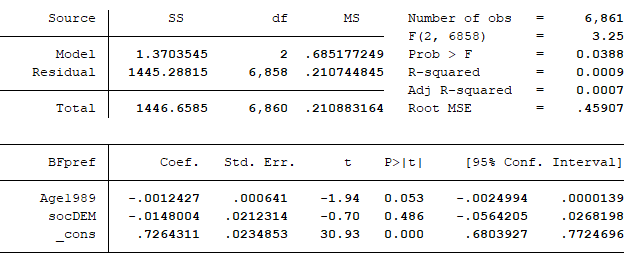 Source SS df MS Number of obs = 6,861
F(2, 6858) = 3.25
Model 1.3703545 2 .685177249 Prob > F = 0.0388
Residual 1445.28815 6,858 .210744845 R-squared = 0.0009
Adj R-squared = 0.0007
Total 1446.6585 6,860 .210883164 Root MSE = .45907
BFpref Coef. Std. Err. t P>|t| [95% Conf. Interval]
Age1989 -.0012427 .000641 -1.94 0.053 -.0024994 .0000139
socDEM -.0148004 .0212314 -0.70 0.486 -.0564205 .0268198
_cons .7264311 .0234853 30.93 0.000 .6803927 .7724696